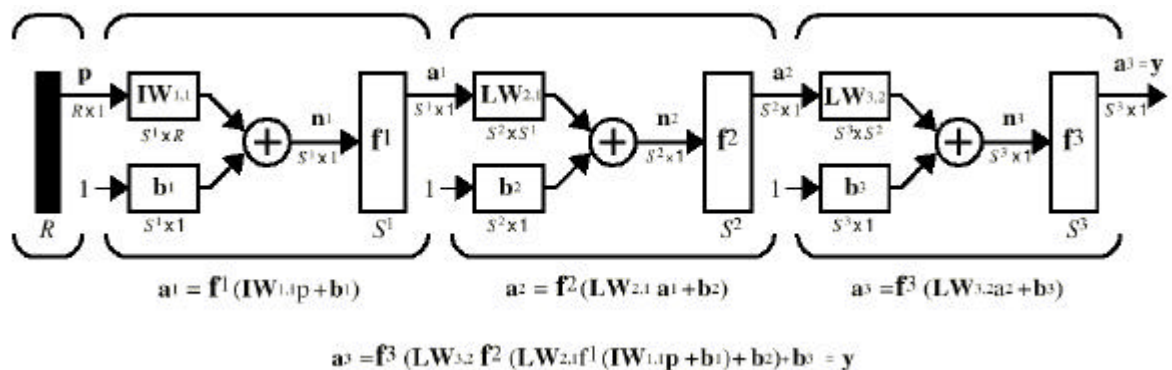 p a¹ a² a³ = y
IW₁,₁ LW₂,₁ LW₃,₂
R x 1 S¹ x 1 S² x 1 S³ x 1
S¹ x R n¹ S² x S¹ n² S³ x S² n³
+ f¹ + f² + f³
S¹ x 1 S² x 1 S³ x 1
1 b₁ 1 b₂ 1 b₃
R S¹ x 1 S¹ S² x 1 S² S³ x 1 S³
a₁ = f¹ (IW₁,₁p + b₁) a₂ = f² (LW₂,₁ a₁ + b₂) a₃ =f³ (LW₃,₂a₂ + b₃)
a₃ =f³ (LW₃,₂ f² (LW₂,₁f¹ (IW₁,₁p + b₁) + b₂)+ b₃ = y